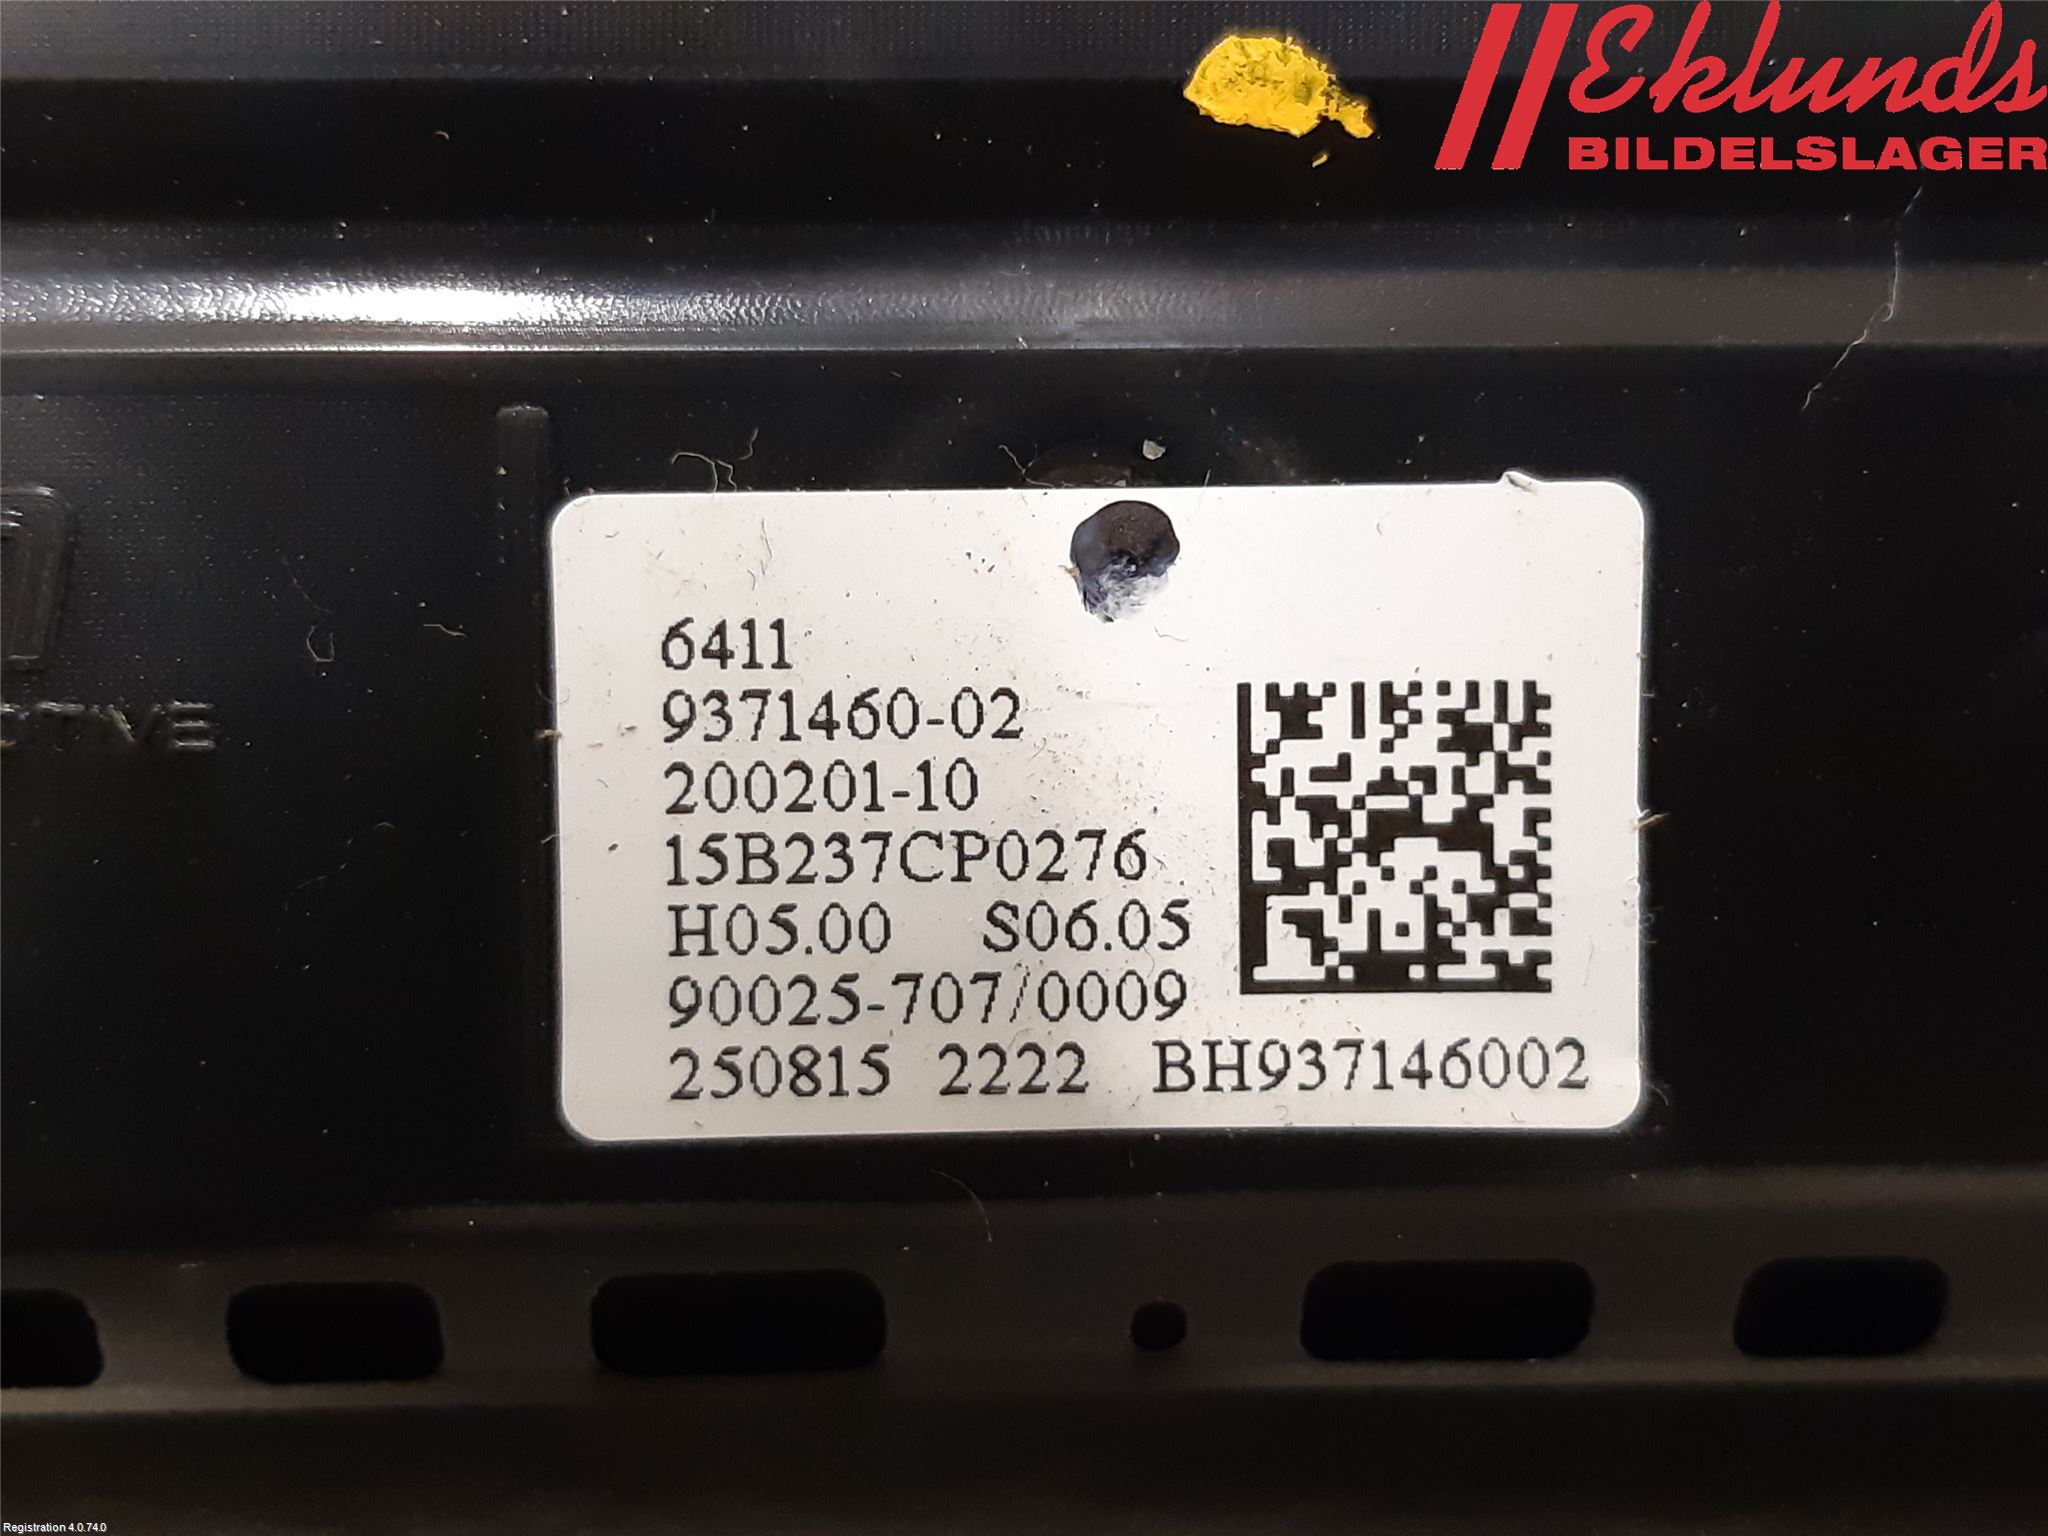 Eklunds
BILDELSLAGER
6411
9371460-02
200201-10
15B237CP0276
H05.00 S06.05
90025-707/0009
250815 2222 BH937146002
Registration 4.0.74.0